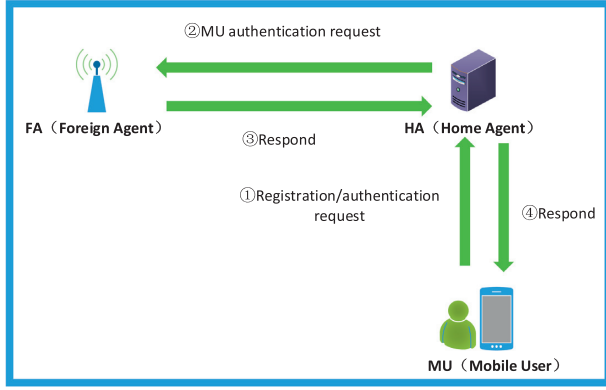 ②MU authentication request
FA（Foreign Agent）
HA（Home Agent）
③Respond
①Registration/authentication
request
④Respond
MU（Mobile User）